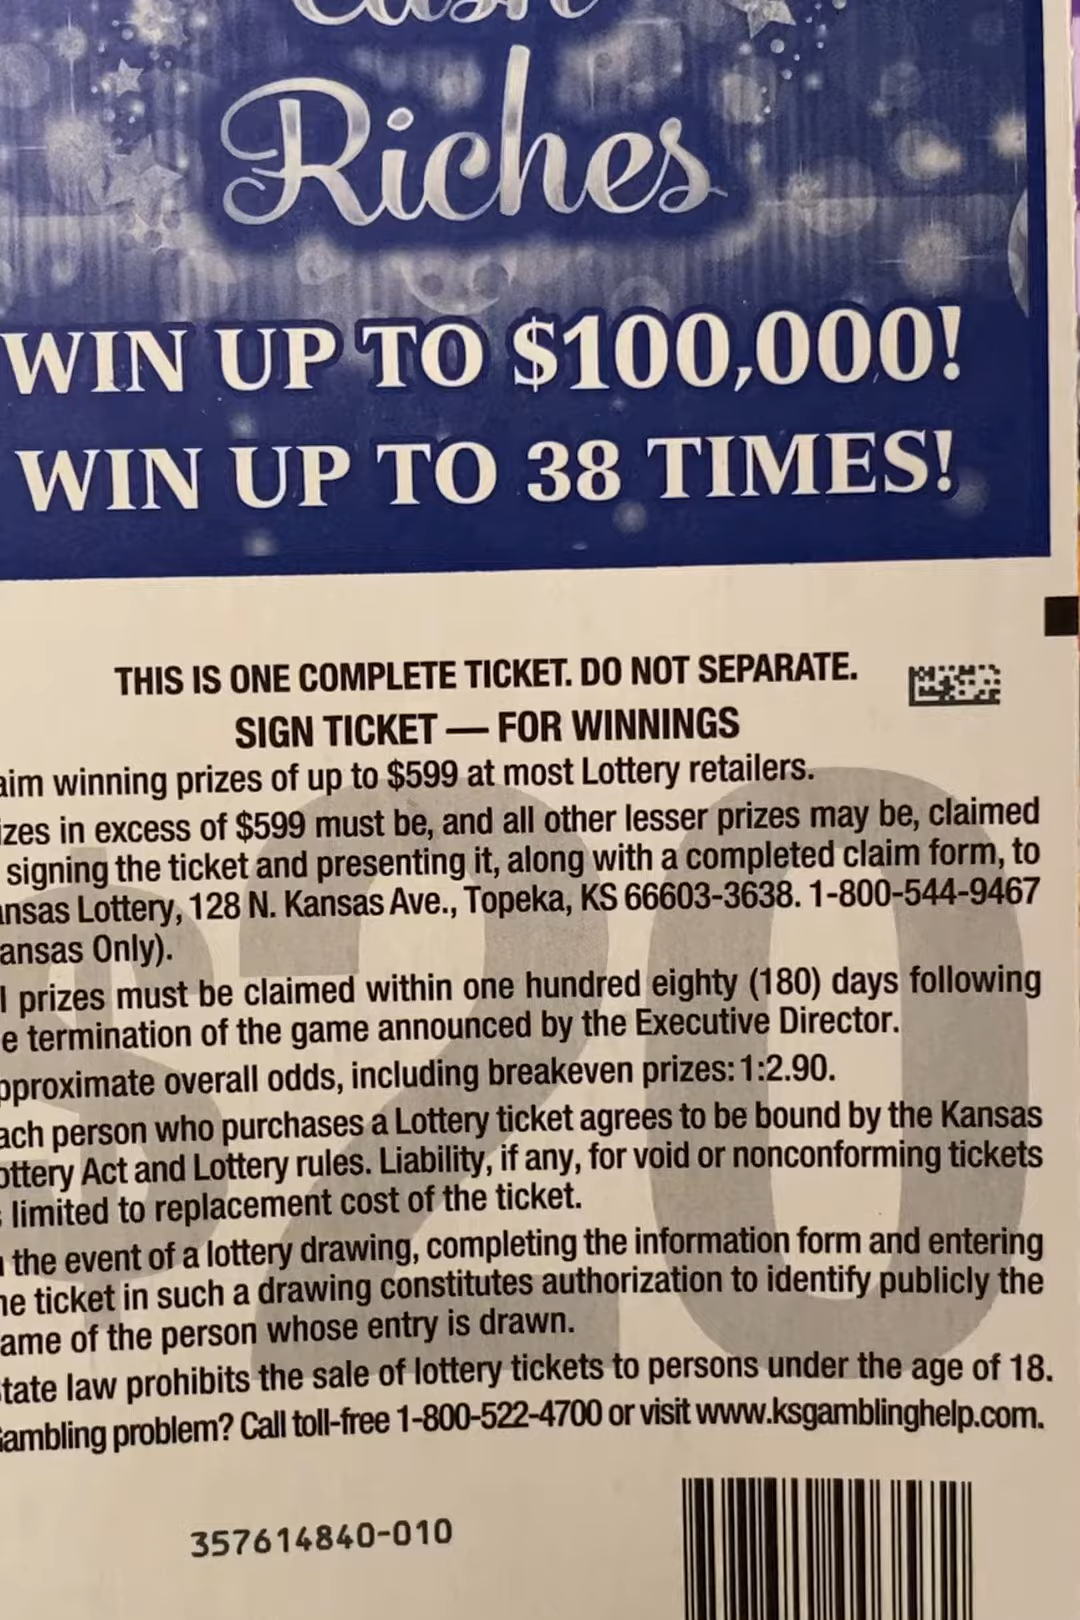 Cash
Riches
WIN UP TO $100,000!
WIN UP TO 38 TIMES!
THIS IS ONE COMPLETE TICKET. DO NOT SEPARATE.
SIGN TICKET — FOR WINNINGS
aim winning prizes of up to $599 at most Lottery retailers.
izes in excess of $599 must be, and all other lesser prizes may be, claimed
signing the ticket and presenting it, along with a completed claim form, to
ansas Lottery, 128 N. Kansas Ave., Topeka, KS 66603-3638. 1-800-544-9467
ansas Only).
l prizes must be claimed within one hundred eighty (180) days following
e termination of the game announced by the Executive Director.
pproximate overall odds, including breakeven prizes: 1:2.90.
ach person who purchases a Lottery ticket agrees to be bound by the Kansas
ottery Act and Lottery rules. Liability, if any, for void or nonconforming tickets
s limited to replacement cost of the ticket.
n the event of a lottery drawing, completing the information form and entering
he ticket in such a drawing constitutes authorization to identify publicly the
ame of the person whose entry is drawn.
tate law prohibits the sale of lottery tickets to persons under the age of 18.
Gambling problem? Call toll-free 1-800-522-4700 or visit www.ksgamblinghelp.com.
$20
357614840-010